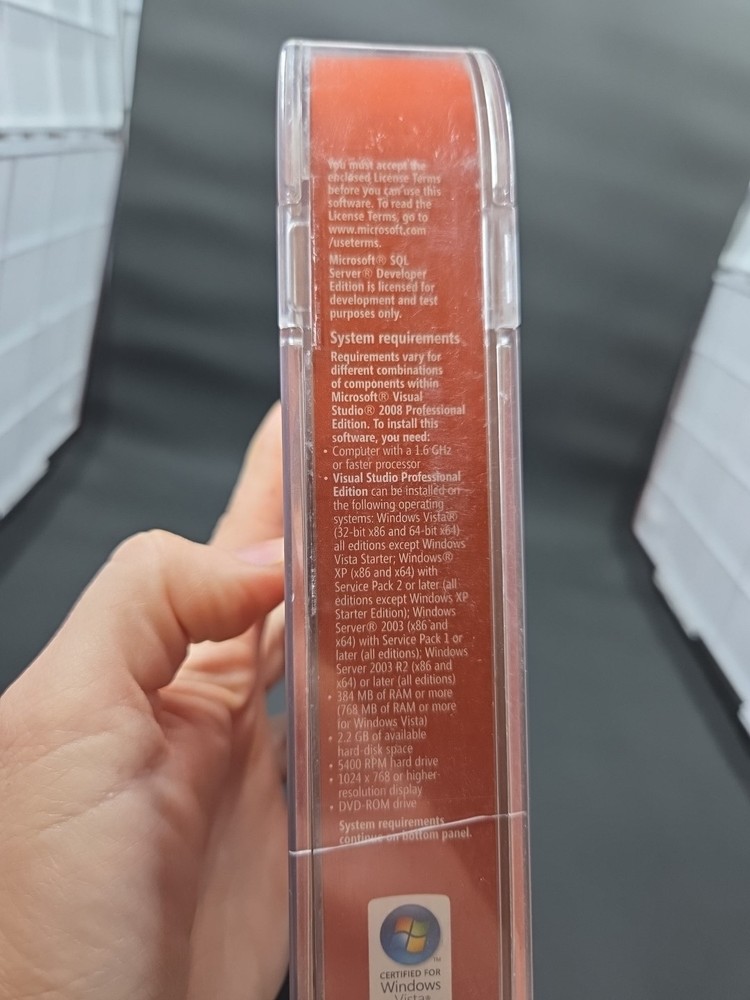 You must accept the
enclosed License Terms
before you can use this
software. To read the
License Terms, go to
www.microsoft.com
/useterms.
Microsoft® SQL
Server® Developer
Edition is licensed for
development and test
purposes only.
System requirements
Requirements vary for
different combinations
of components within
Microsoft® Visual
Studio® 2008 Professional
Edition. To install this
software, you need:
• Computer with a 1.6 GHz
or faster processor
• Visual Studio Professional
Edition can be installed on
the following operating
systems: Windows Vista®
(32-bit x86 and 64-bit x64)
all editions except Windows
Vista Starter; Windows®
XP (x86 and x64) with
Service Pack 2 or later (all
editions except Windows XP
Starter Edition); Windows
Server® 2003 (x86 and
x64) with Service Pack 1 or
later (all editions); Windows
Server 2003 R2 (x86 and
x64) or later (all editions)
• 384 MB of RAM or more
(768 MB of RAM or more
for Windows Vista)
• 2.2 GB of available
hard-disk space
• 5400 RPM hard drive
• 1024 x 768 or higher-
resolution display
• DVD-ROM drive
System requirements
continue on bottom panel.
TM
CERTIFIED FOR
Windows
Vista®